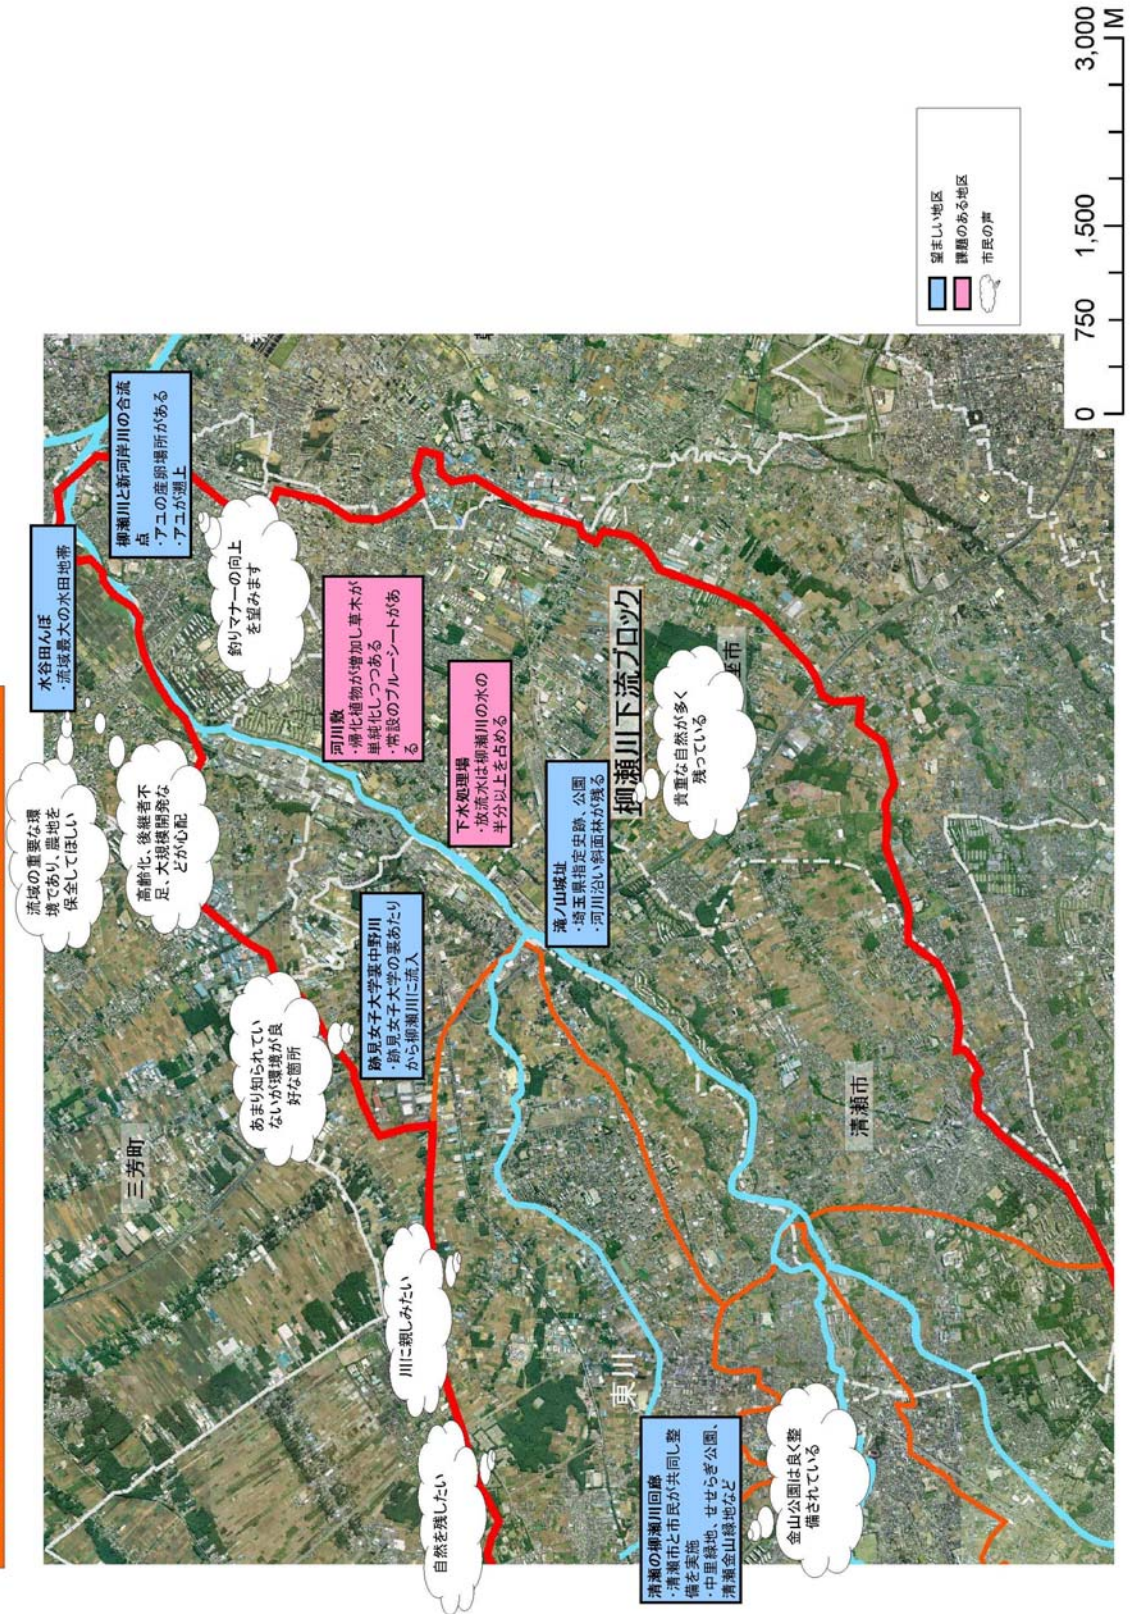 流域の重要な環
境であり、農地を
保全してほしい
水谷田んぼ
・流域最大の水田地帯
高齢化、後継者不
足、大規模開発な
どが心配
柳瀬川と新河岸川の合流
点
・アユの産卵場所がある
・アユが遡上
釣りマナーの向上
を望みます
三芳町
あまり知られてい
ないが環境が良
好な箇所
河川敷
・帰化植物が増加し草木が
単純化しつつある
・常設のブルーシートがあ
る
跡見女子大学裏中野川
・跡見女子大学の裏あたり
から柳瀬川に流入
下水処理場
・放流水は柳瀬川の水の
半分以上を占める
川に親しみたい
自然を残したい
滝ノ山城址
・埼玉県指定史跡、公園
・河川沿い斜面林が残る
柳瀬川下流ブロック
東川
貴重な自然が多く
残っている
座市
清瀬の柳瀬川回廊
・清瀬市と市民が共同し整
備を実施
・中里緑地、せせらぎ公園、
清瀬金山緑地など
金山公園は良く整
備されている
清瀬市
望ましい地区
課題のある地区
市民の声
0 750 1,500 3,000
M